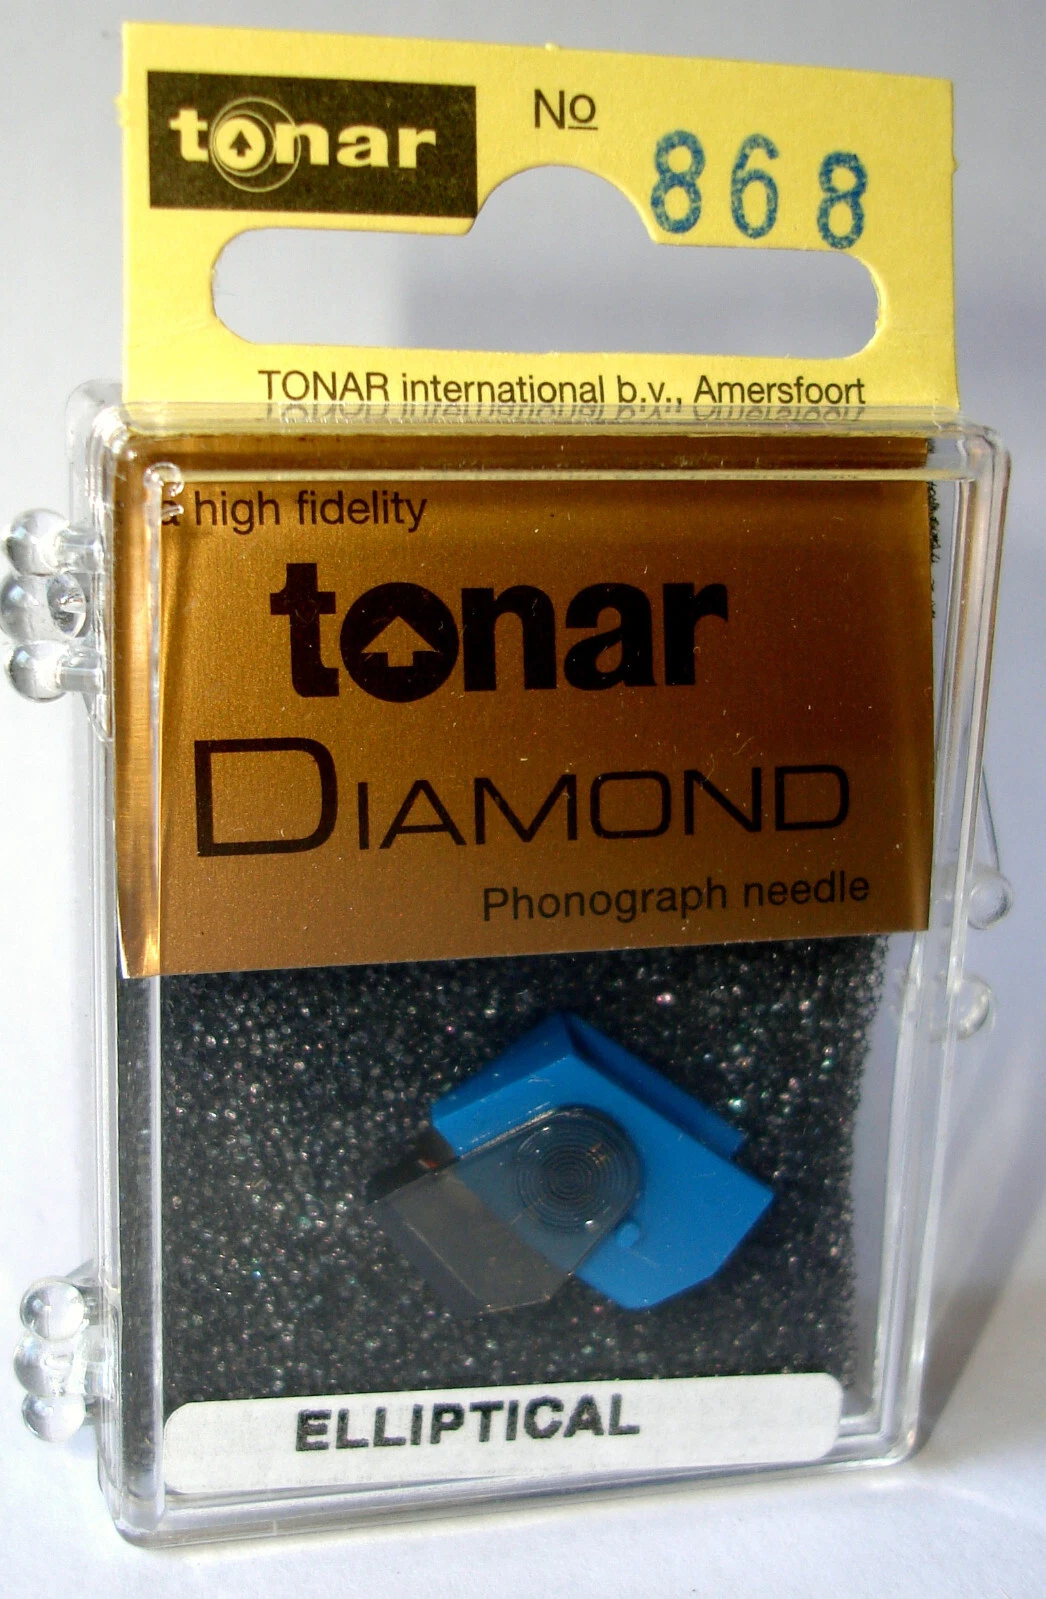 tonar
No
868
TONAR international b.v., Amersfoort
a high fidelity
tonar
DIAMOND
Phonograph needle
ELLIPTICAL